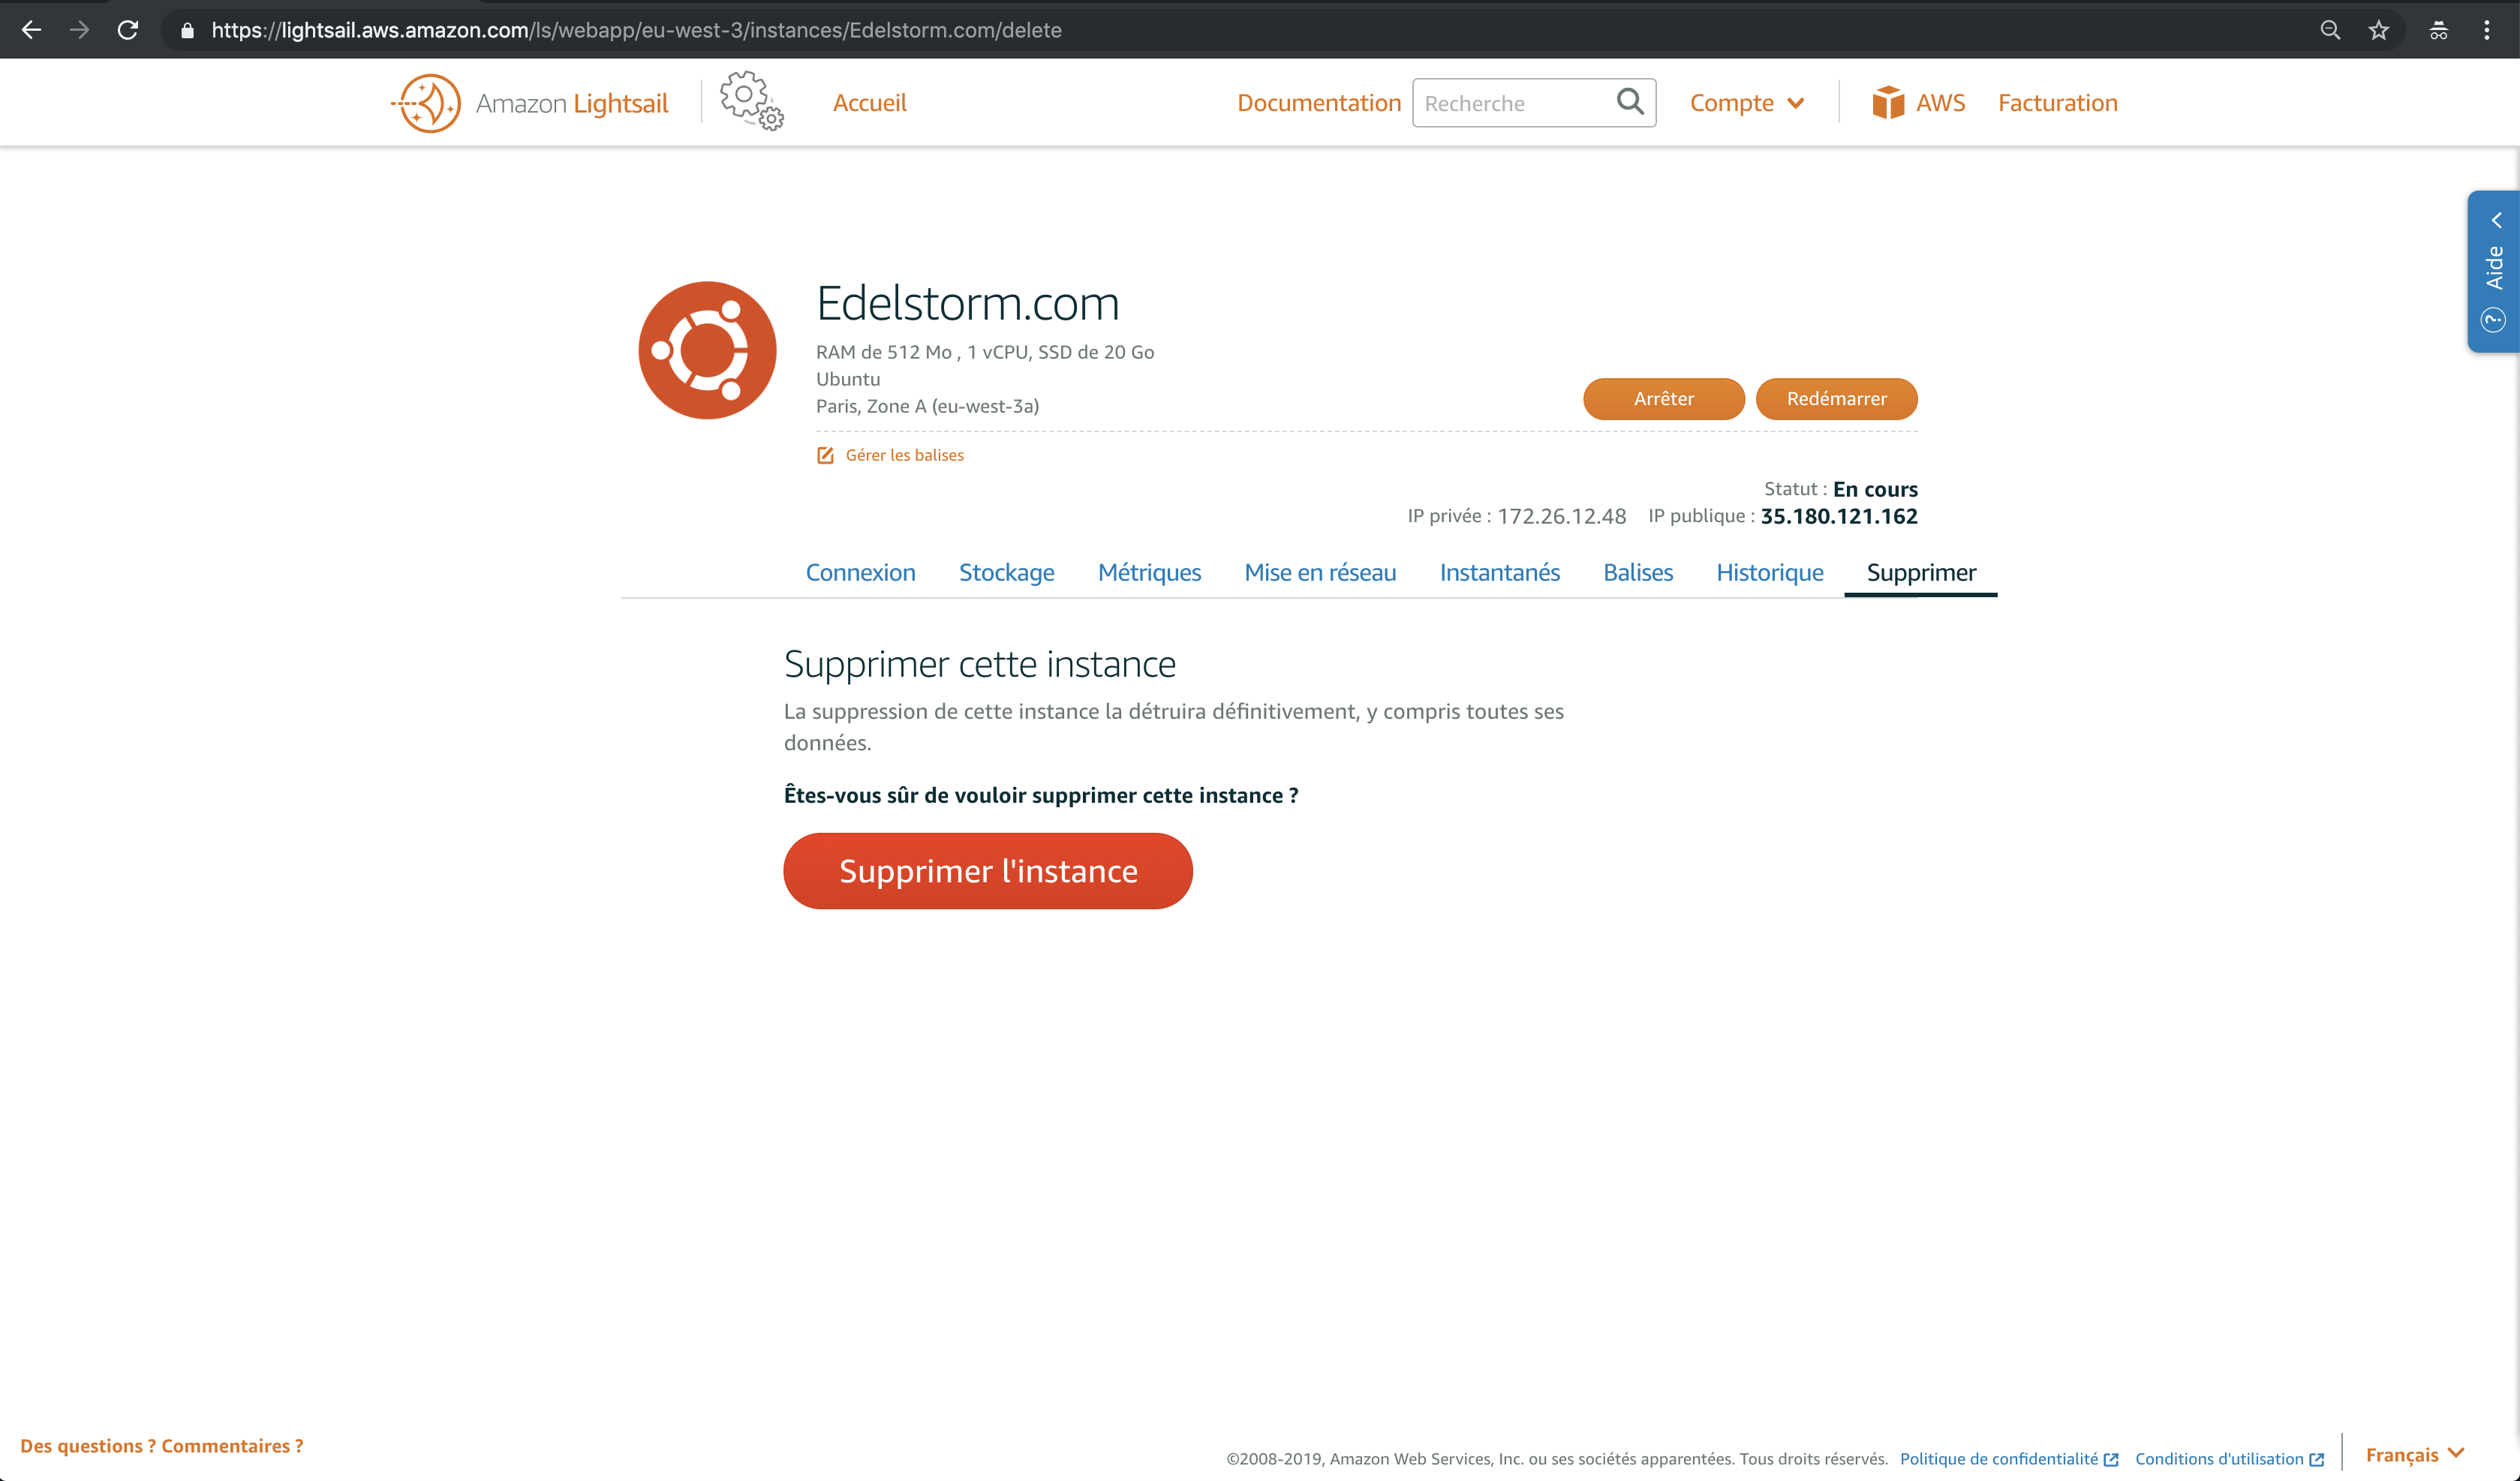 https://lightsail.aws.amazon.com/ls/webapp/eu-west-3/instances/Edelstorm.com/delete
Amazon Lightsail
Accueil
Documentation
Recherche
Compte
AWS
Facturation
Aide
Edelstorm.com
RAM de 512 Mo , 1 vCPU, SSD de 20 Go
Ubuntu
Paris, Zone A (eu-west-3a)
Arrêter
Redémarrer
Gérer les balises
Statut : En cours
IP privée : 172.26.12.48 IP publique : 35.180.121.162
Connexion
Stockage
Métriques
Mise en réseau
Instantanés
Balises
Historique
Supprimer
Supprimer cette instance
La suppression de cette instance la détruira définitivement, y compris toutes ses
données.
Êtes-vous sûr de vouloir supprimer cette instance ?
Supprimer l'instance
Des questions ? Commentaires ?
©2008-2019, Amazon Web Services, Inc. ou ses sociétés apparentées. Tous droits réservés. Politique de confidentialité Conditions d'utilisation
Français